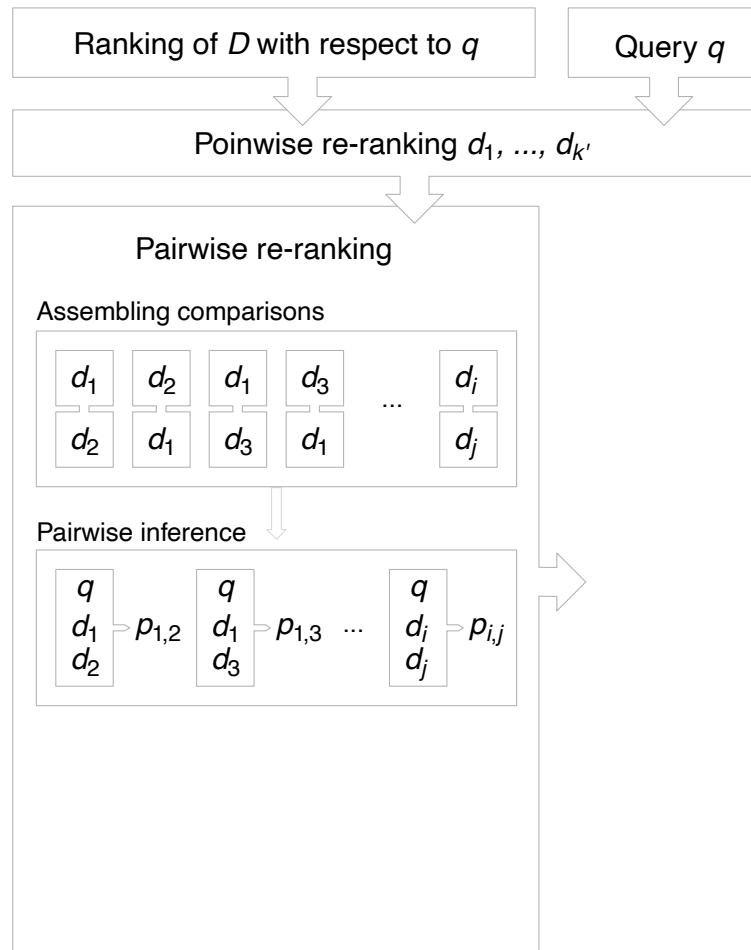 Ranking of D with respect to q
Query q
Poinwise re-ranking d1, ..., dk'
Pairwise re-ranking
Assembling comparisons
d1 d2 d1 d3 ... di
d2 d1 d3 d1 dj
Pairwise inference
q q q
d1 p1,2 d1 p1,3 ... di pi,j
d2 d3 dj